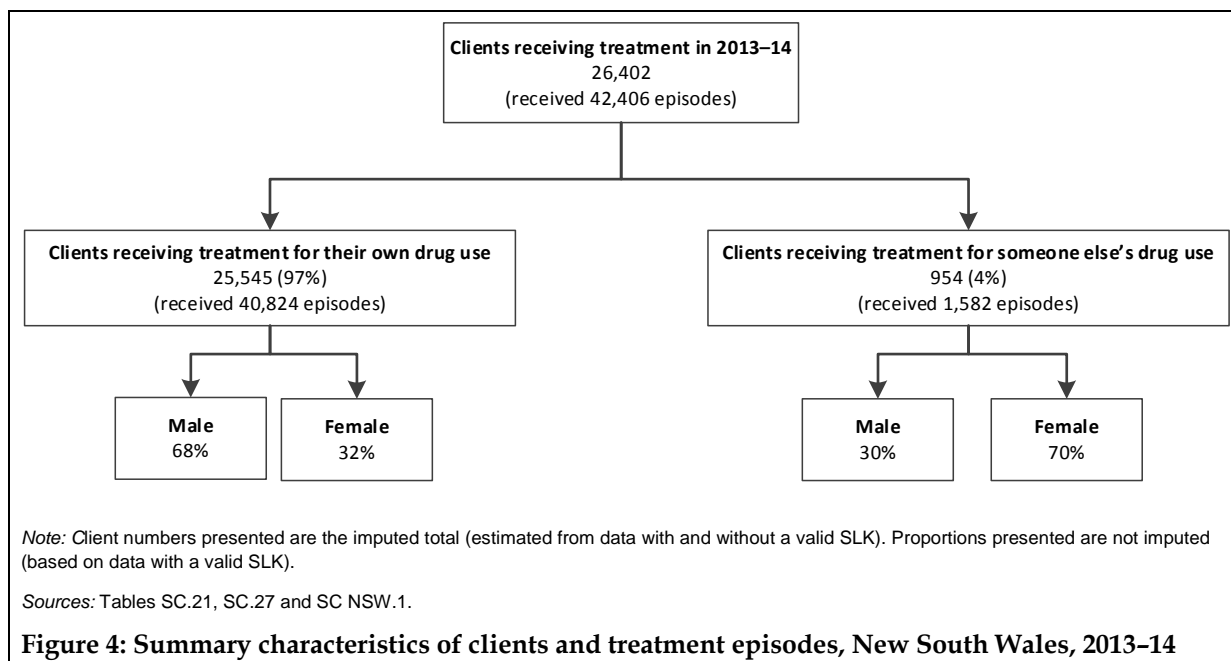 Clients receiving treatment in 2013–14
26,402
(received 42,406 episodes)
Clients receiving treatment for their own drug use
25,545 (97%)
(received 40,824 episodes)
Clients receiving treatment for someone else's drug use
954 (4%)
(received 1,582 episodes)
Male
68%
Female
32%
Male
30%
Female
70%
Note: Client numbers presented are the imputed total (estimated from data with and without a valid SLK). Proportions presented are not imputed
(based on data with a valid SLK).
Sources: Tables SC.21, SC.27 and SC NSW.1.
Figure 4: Summary characteristics of clients and treatment episodes, New South Wales, 2013–14